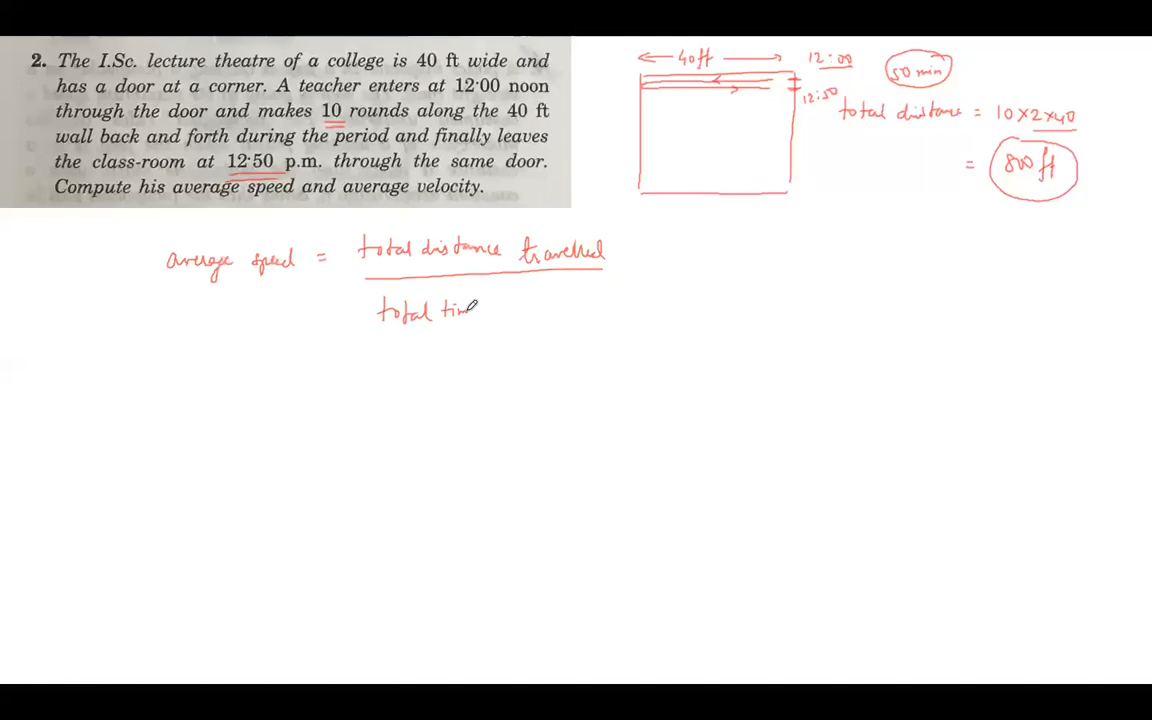 2. The I.Sc. lecture theatre of a college is 40 ft wide and
has a door at a corner. A teacher enters at 12·00 noon
through the door and makes 10 rounds along the 40 ft
wall back and forth during the period and finally leaves
the class-room at 12·50 p.m. through the same door.
Compute his average speed and average velocity.
40ft
12:00
50 min
12:50
total distance = 10×2×40
= 800 ft
average speed = total distance travelled
total tim